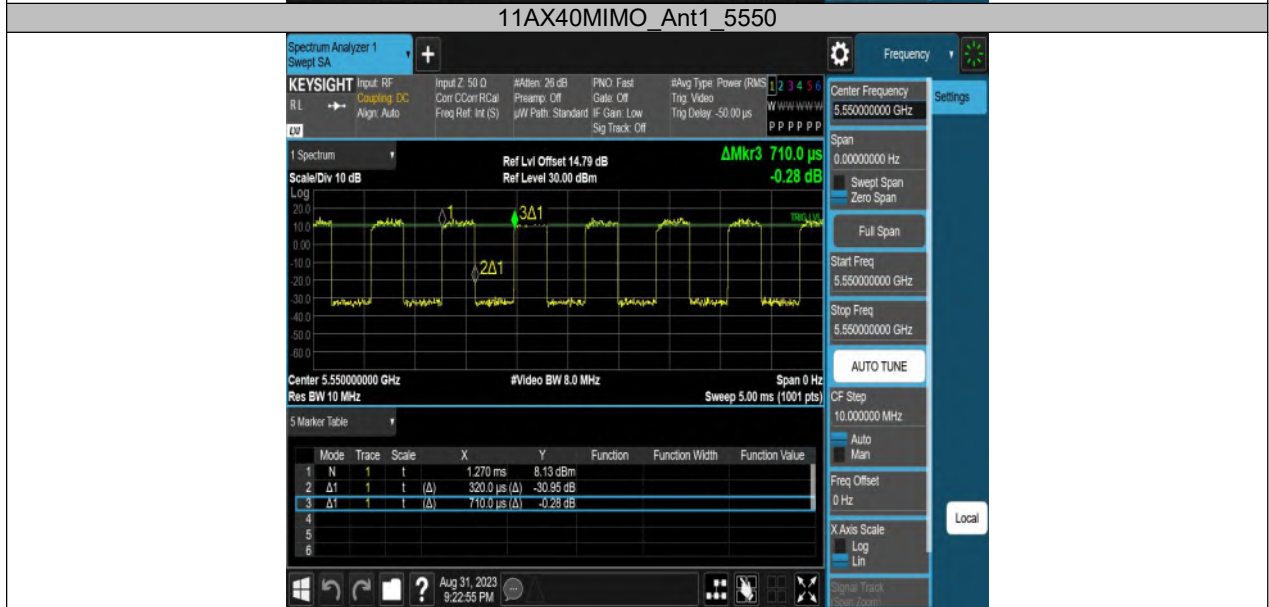 11AX40MIMO_Ant1_5550
Spectrum Analyzer 1
Swept SA
+
Frequency
KEYSIGHT Input: RF Input Z: 50 Ω #Atten: 26 dB PNO: Fast #Avg Type: Power (RMS 1 2 3 4 5 6
RL Coupling: DC Corr CCorr RCal Preamp: Off Gate: Off Trig: Video W W W W W W
Align: Auto Freq Ref: Int (S) µW Path: Standard IF Gain: Low Trig Delay: -50.00 µs
Sig Track: Off P P P P P P
LXI
1 Spectrum
Ref Lvl Offset 14.79 dB
ΔMkr3 710.0 µs
Scale/Div 10 dB Ref Level 30.00 dBm -0.28 dB
Log
20.0
10.0
0.00
-10.0
-20.0
-30.0
-40.0
-50.0
-60.0
1
3Δ1
2Δ1
TRIG LVL
Center 5.550000000 GHz #Video BW 8.0 MHz Span 0 Hz
Res BW 10 MHz Sweep 5.00 ms (1001 pts)
5 Marker Table
Mode Trace Scale X Y Function Function Width Function Value
1 N 1 t 1.270 ms 8.13 dBm
2 Δ1 1 t (Δ) 320.0 µs (Δ) -30.95 dB
3 Δ1 1 t (Δ) 710.0 µs (Δ) -0.28 dB
4
5
6
Center Frequency
5.550000000 GHz
Settings
Span
0.00000000 Hz
Swept Span
Zero Span
Full Span
Start Freq
5.550000000 GHz
Stop Freq
5.550000000 GHz
AUTO TUNE
CF Step
10.000000 MHz
Auto
Man
Freq Offset
0 Hz
X Axis Scale
Log
Lin
Local
Signal Track
(Span Zoom)
?
Aug 31, 2023
9:22:55 PM